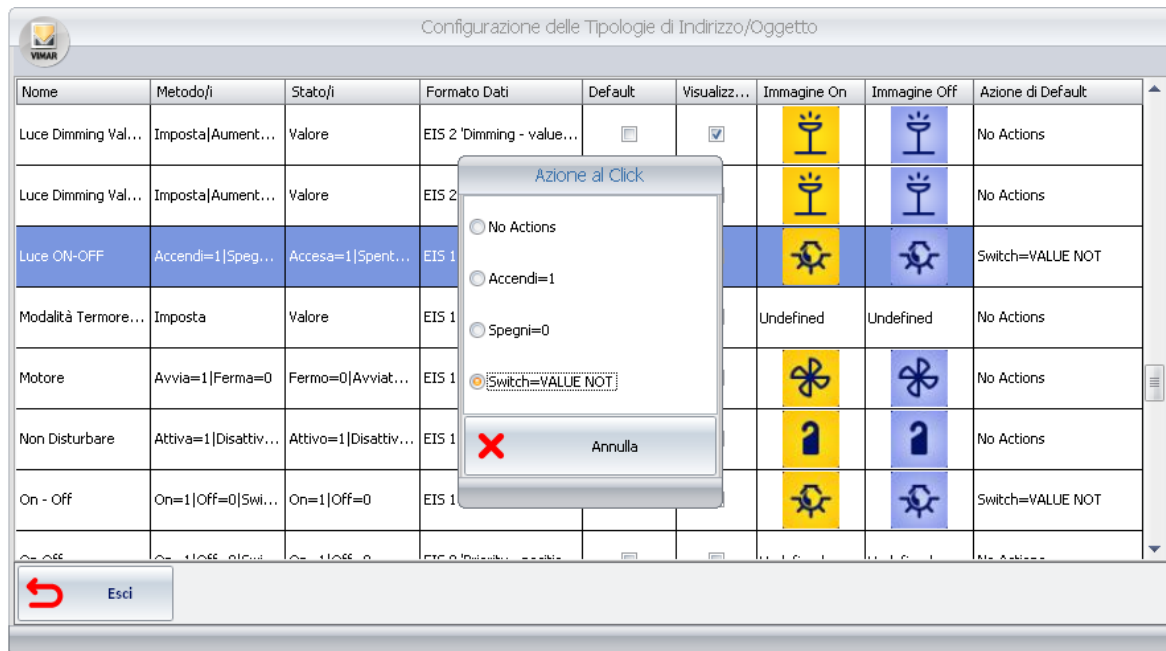 Configurazione delle Tipologie di Indirizzo/Oggetto
VIMAR
Nome Metodo/i Stato/i Formato Dati Default Visualizz... Immagine On Immagine Off Azione di Default
Luce Dimming Val... Imposta|Aument... Valore EIS 2 'Dimming - value... No Actions
Azione al Click
Luce Dimming Val... Imposta|Aument... Valore EIS 2 No Actions
No Actions
Luce ON-OFF Accendi=1|Speg... Accesa=1|Spent... EIS 1 Switch=VALUE NOT
Accendi=1
Modalità Termore... Imposta Valore EIS 1 Undefined Undefined No Actions
Spegni=0
Motore Avvia=1|Ferma=0 Fermo=0|Avviat... EIS 1 No Actions
Switch=VALUE NOT
Non Disturbare Attiva=1|Disattiv... Attivo=1|Disattiv... EIS 1 No Actions
Annulla
On - Off On=1|Off=0|Swi... On=1|Off=0 EIS 1 Switch=VALUE NOT
Esci